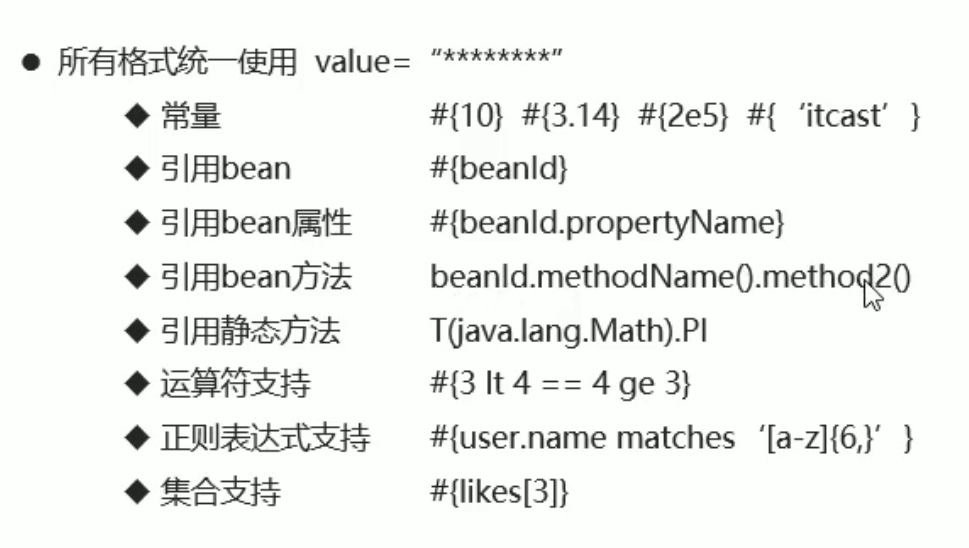 ● 所有格式统一使用 value= “********”
◆ 常量 #{10} #{3.14} #{2e5} #{ ‘itcast’ }
◆ 引用bean #{beanId}
◆ 引用bean属性 #{beanId.propertyName}
◆ 引用bean方法 beanId.methodName().method2()
◆ 引用静态方法 T(java.lang.Math).PI
◆ 运算符支持 #{3 lt 4 == 4 ge 3}
◆ 正则表达式支持 #{user.name matches ‘[a-z]{6,}’ }
◆ 集合支持 #{likes[3]}